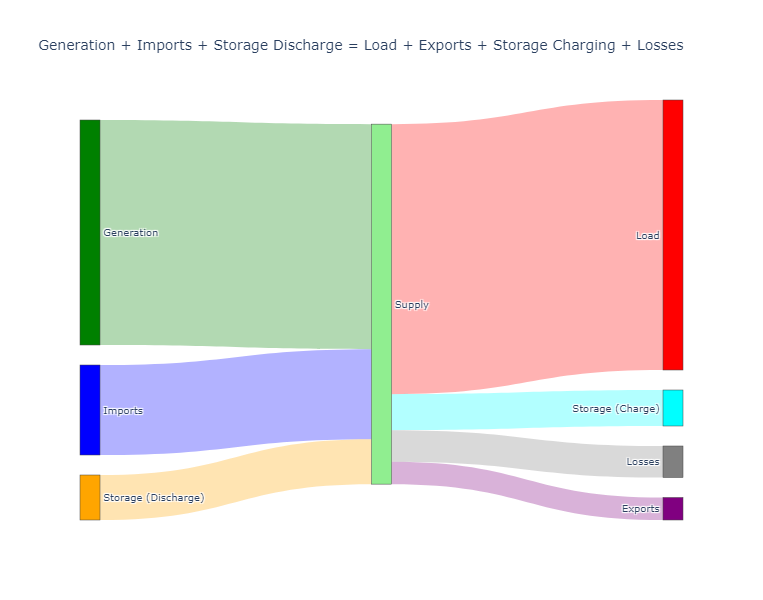 Generation + Imports + Storage Discharge = Load + Exports + Storage Charging + Losses
Generation
Load
Supply
Imports
Storage (Charge)
Losses
Storage (Discharge)
Exports